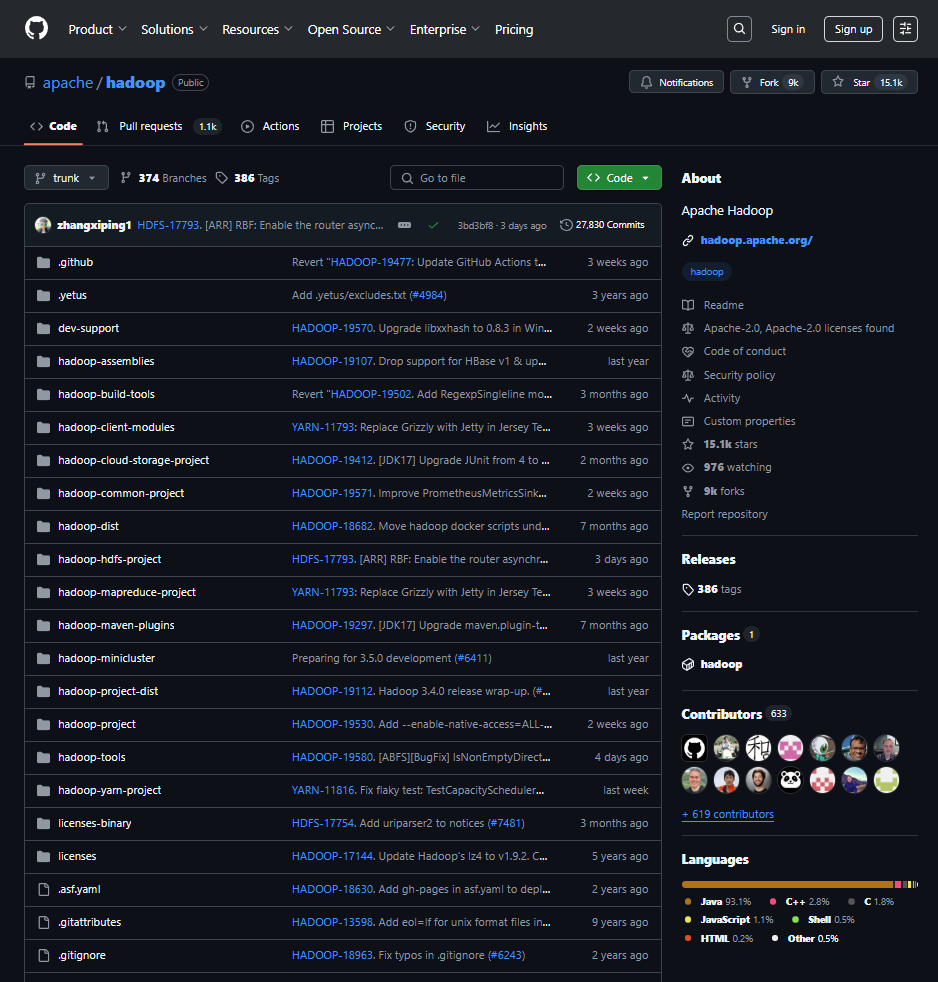 Product Solutions Resources Open Source Enterprise Pricing Sign in Sign up
apache / hadoop Public Notifications Fork 9k Star 15.1k
Code Pull requests 1.1k Actions Projects Security Insights
trunk 374 Branches 386 Tags Go to file Code
zhangxiping1 HDFS-17793. [ARR] RBF: Enable the router async... 3bd3bf8 · 3 days ago 27,830 Commits
.github Revert "HADOOP-19477: Update GitHub Actions t... 3 weeks ago
.yetus Add .yetus/excludes.txt (#4984) 3 years ago
dev-support HADOOP-19570. Upgrade libxxhash to 0.8.3 in Win... 2 weeks ago
hadoop-assemblies HADOOP-19107. Drop support for HBase v1 & up... last year
hadoop-build-tools Revert "HADOOP-19502. Add RegexpSingleline mo... 3 months ago
hadoop-client-modules YARN-11793: Replace Grizzly with Jetty in Jersey Te... 3 weeks ago
hadoop-cloud-storage-project HADOOP-19412. [JDK17] Upgrade JUnit from 4 to ... 2 months ago
hadoop-common-project HADOOP-19571. Improve PrometheusMetricsSink... 2 weeks ago
hadoop-dist HADOOP-18682. Move hadoop docker scripts und... 7 months ago
hadoop-hdfs-project HDFS-17793. [ARR] RBF: Enable the router asynchr... 3 days ago
hadoop-mapreduce-project YARN-11793: Replace Grizzly with Jetty in Jersey Te... 3 weeks ago
hadoop-maven-plugins HADOOP-19297. [JDK17] Upgrade maven.plugin-t... 7 months ago
hadoop-minicluster Preparing for 3.5.0 development (#6411) last year
hadoop-project-dist HADOOP-19112. Hadoop 3.4.0 release wrap-up. (#... last year
hadoop-project HADOOP-19530. Add --enable-native-access=ALL-... 2 weeks ago
hadoop-tools HADOOP-19580. [ABFS][BugFix] IsNonEmptyDirect... 4 days ago
hadoop-yarn-project YARN-11816. Fix flaky test: TestCapacityScheduler... last week
licenses-binary HDFS-17754. Add uriparser2 to notices (#7481) 3 months ago
licenses HADOOP-17144. Update Hadoop's lz4 to v1.9.2. C... 5 years ago
.asf.yaml HADOOP-18630. Add gh-pages in asf.yaml to depl... 2 years ago
.gitattributes HADOOP-13598. Add eol=lf for unix format files in... 9 years ago
.gitignore HADOOP-18963. Fix typos in .gitignore (#6243) 2 years ago
About
Apache Hadoop
hadoop.apache.org/
hadoop
Readme
Apache-2.0, Apache-2.0 licenses found
Code of conduct
Security policy
Activity
Custom properties
15.1k stars
976 watching
9k forks
Report repository
Releases
386 tags
Packages 1
hadoop
Contributors 633
和
+ 619 contributors
Languages
Java 93.1% C++ 2.8% C 1.8%
JavaScript 1.1% Shell 0.5%
HTML 0.2% Other 0.5%